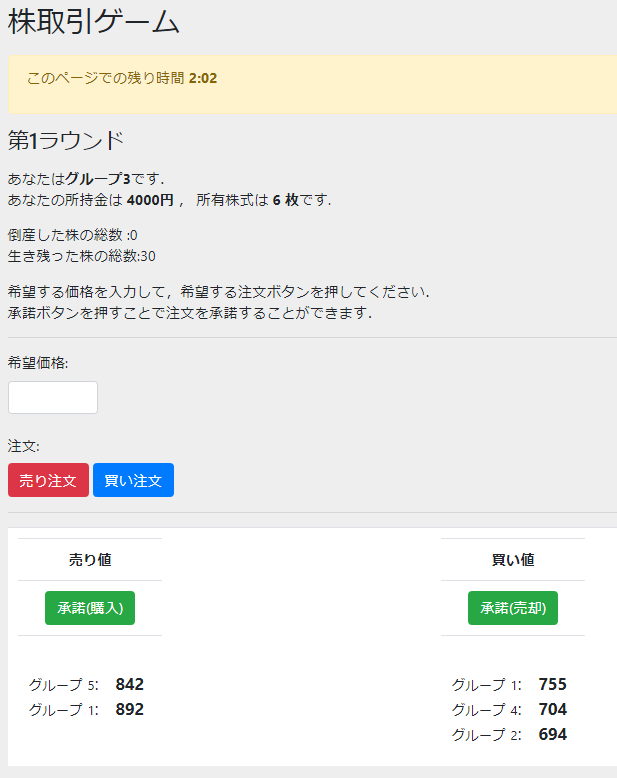 株取引ゲーム
このページでの残り時間 2:02
第1ラウンド
あなたはグループ3です.
あなたの所持金は 4000円 , 所有株式は 6 枚です.
倒産した株の総数 :0
生き残った株の総数:30
希望する価格を入力して，希望する注文ボタンを押してください.
承諾ボタンを押すことで注文を承諾することができます.
希望価格:
注文:
売り注文 買い注文
売り値 買い値
承諾(購入) 承諾(売却)
グループ 5: 842 グループ 1: 755
グループ 1: 892 グループ 4: 704
グループ 2: 694